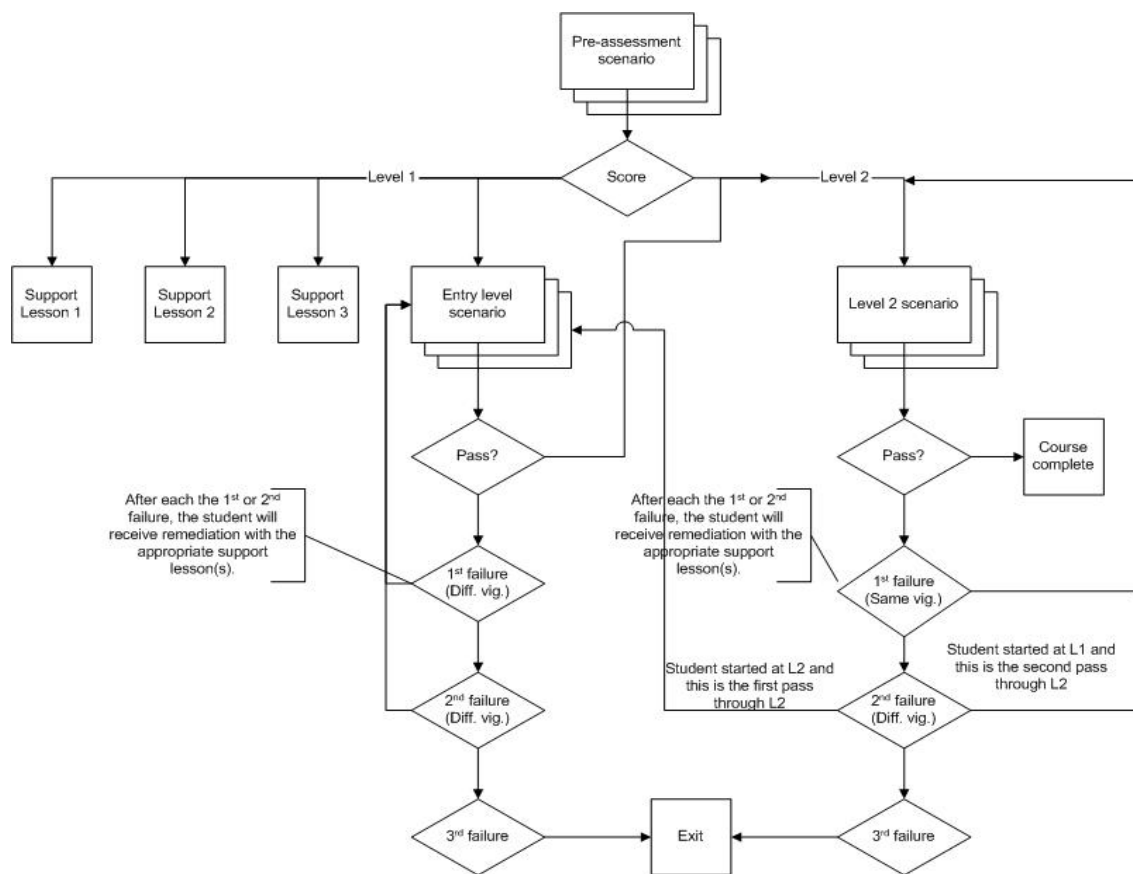 Pre-assessment
scenario
Score
Level 1
Level 2
Support
Lesson 1
Support
Lesson 2
Support
Lesson 3
Entry level
scenario
Level 2 scenario
Pass?
Pass?
Course
complete
After each the 1st or 2nd
failure, the student will
receive remediation with the
appropriate support
lesson(s).
After each the 1st or 2nd
failure, the student will
receive remediation with the
appropriate support
lesson(s).
1st failure
(Diff. vig.)
1st failure
(Same vig.)
Student started at L2 and
this is the first pass
through L2
Student started at L1 and
this is the second pass
through L2
2nd failure
(Diff. vig.)
2nd failure
(Diff. vig.)
3rd failure
Exit
3rd failure